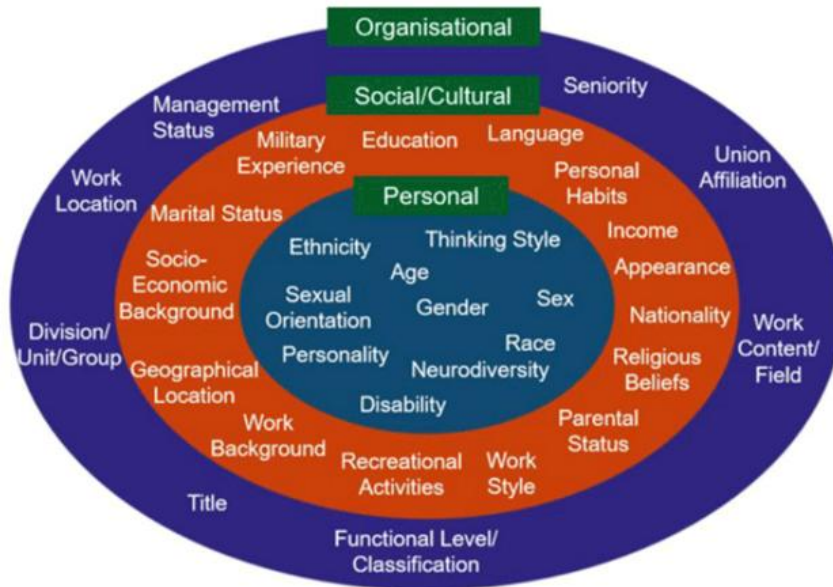 Organisational
Seniority
Management
Status
Union
Affiliation
Work
Location
Division/
Unit/Group
Work
Content/
Field
Title
Functional Level/
Classification
Social/Cultural
Military
Experience
Education
Language
Personal
Habits
Marital Status
Income
Appearance
Socio-
Economic
Background
Nationality
Geographical
Location
Religious
Beliefs
Work
Background
Parental
Status
Recreational
Activities
Work
Style
Personal
Ethnicity
Thinking Style
Age
Sexual
Orientation
Gender
Sex
Personality
Race
Neurodiversity
Disability